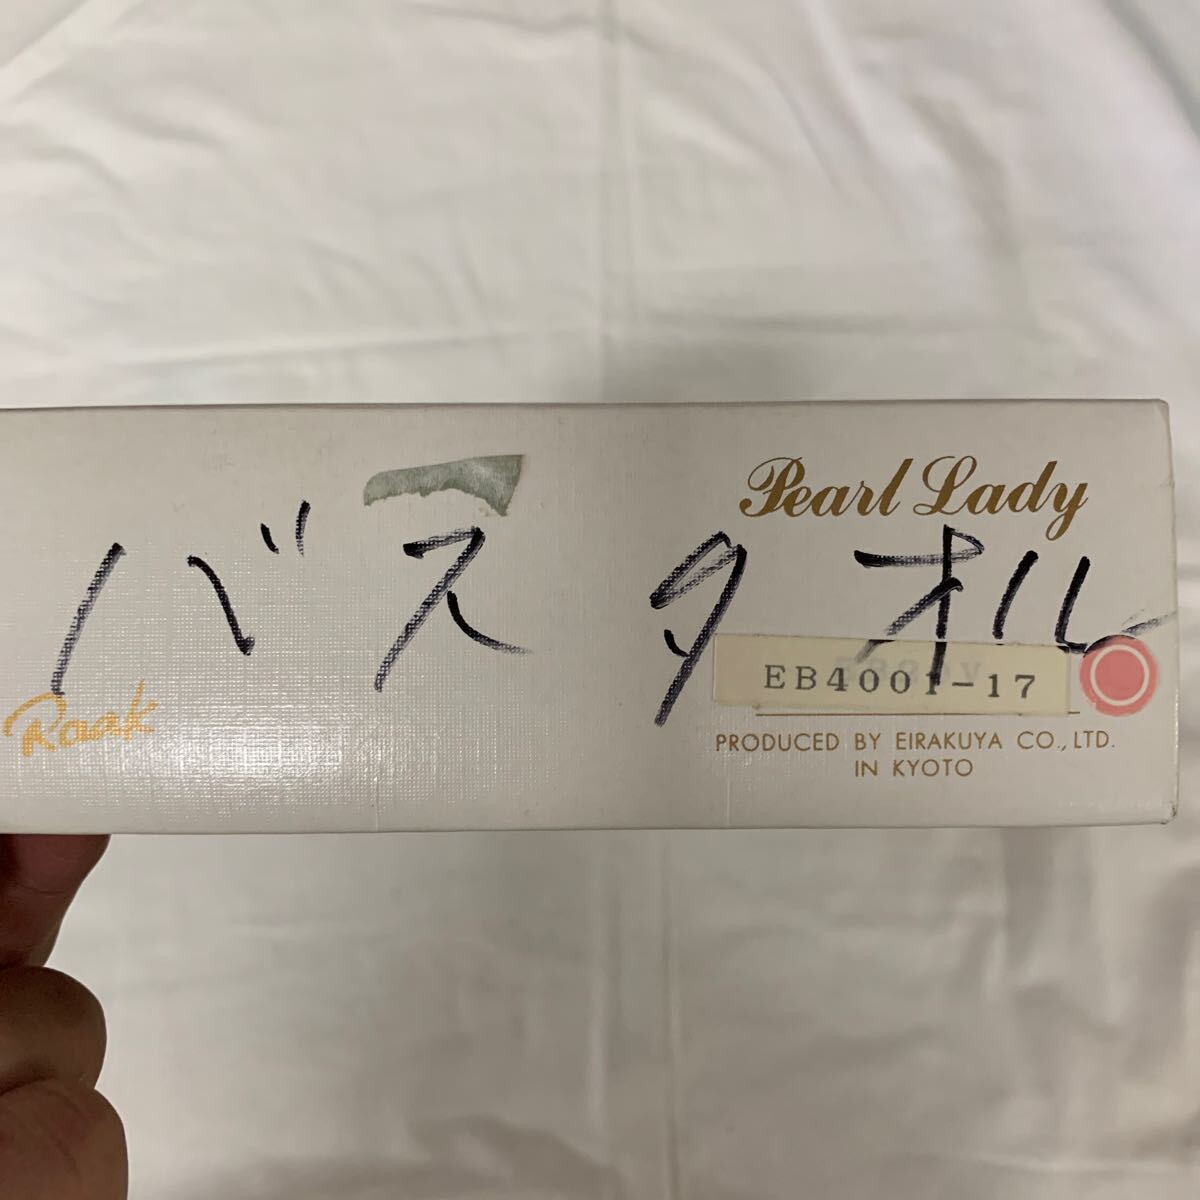 Pearl Lady
バスタオル
EB4001-17
RaaK
PRODUCED BY EIRAKUYA CO., LTD.
IN KYOTO